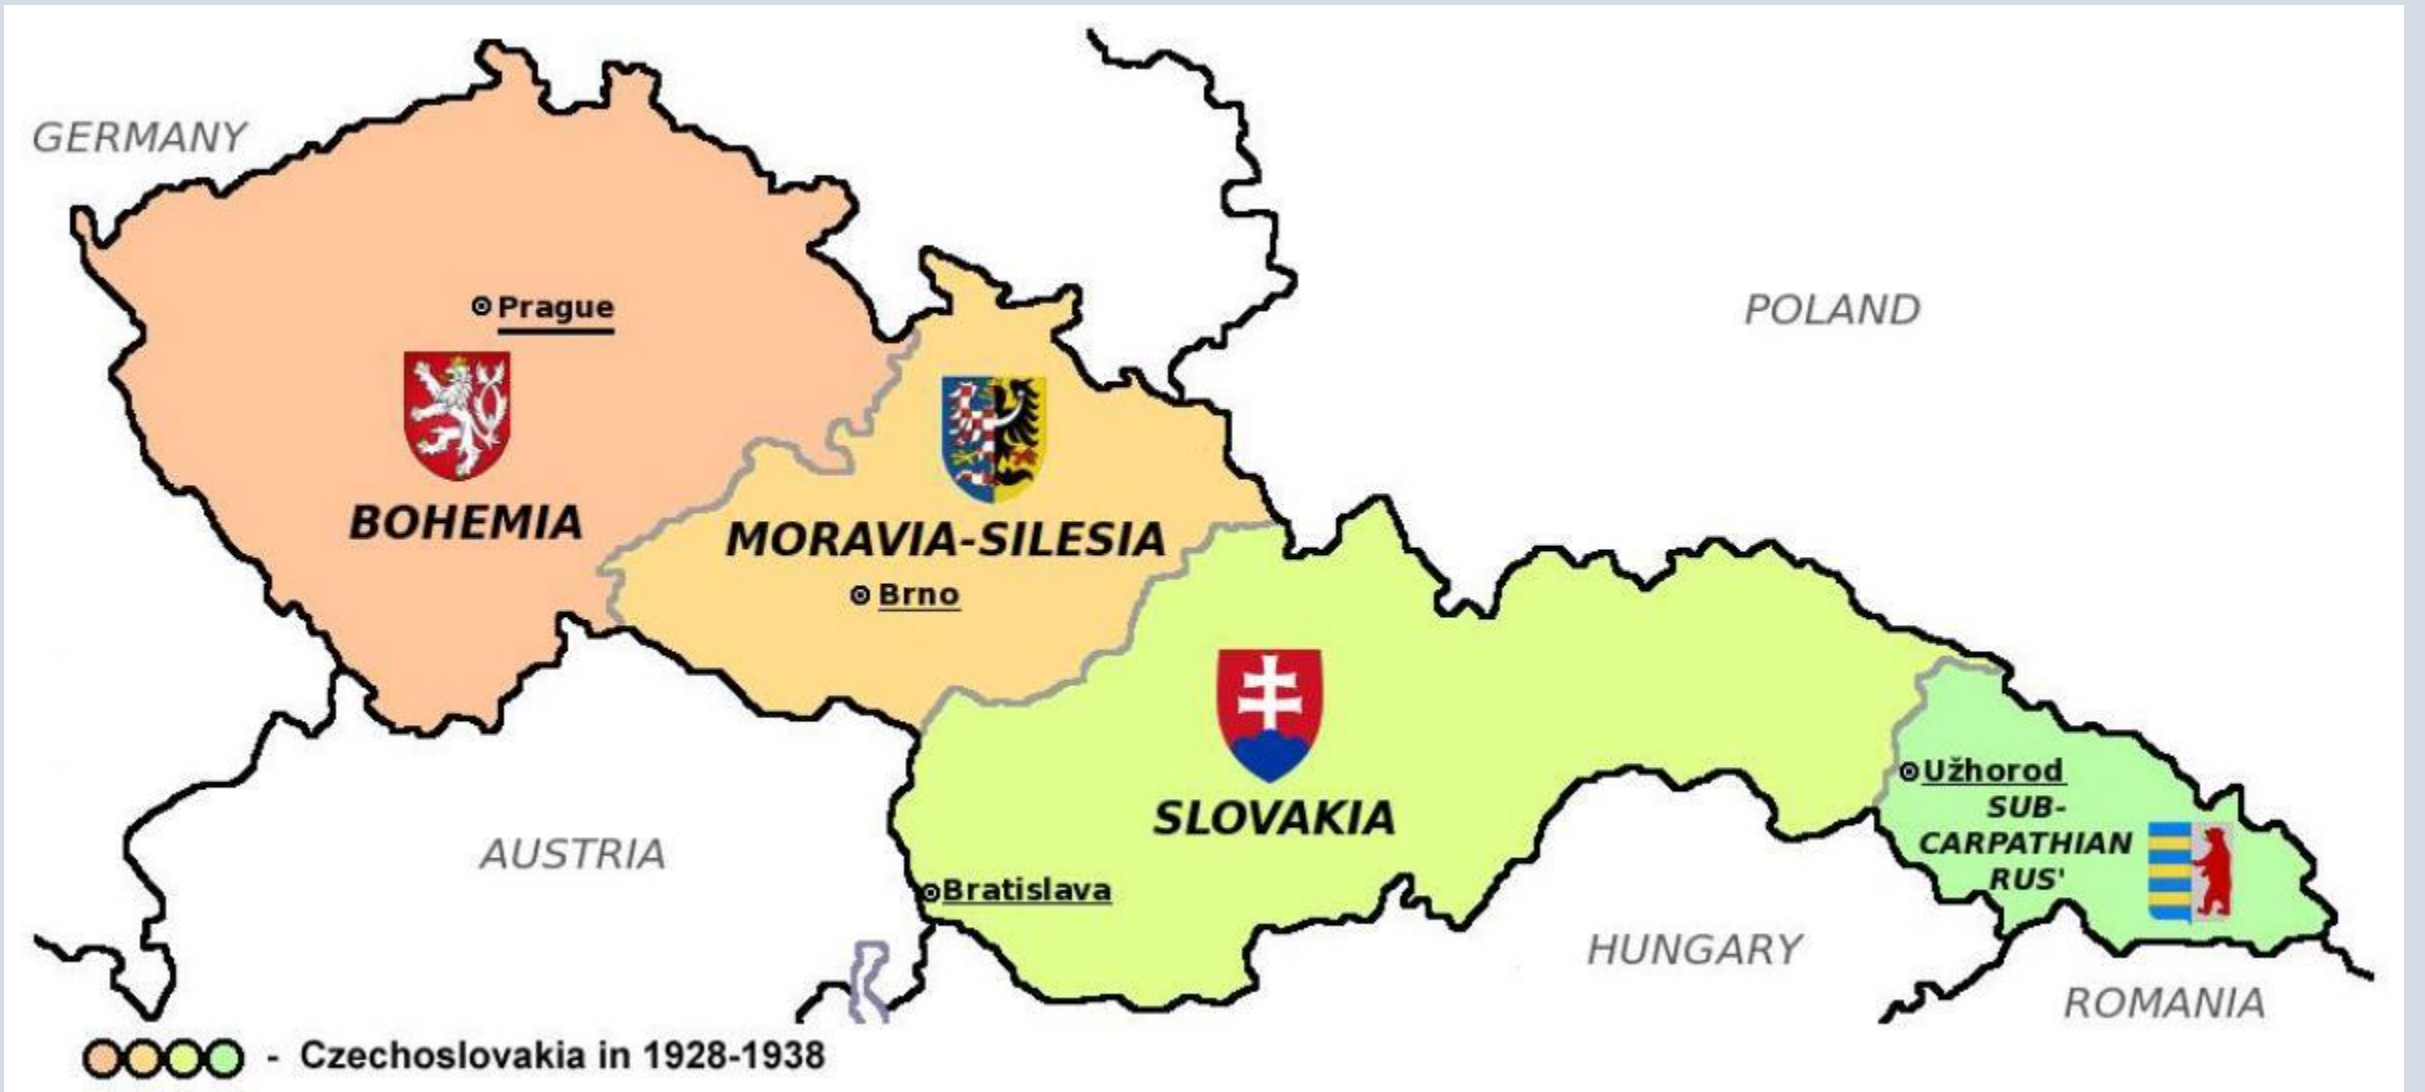 GERMANY
POLAND
Prague
BOHEMIA
MORAVIA-SILESIA
Brno
SLOVAKIA
Užhorod
SUB-
CARPATHIAN
RUS'
AUSTRIA
Bratislava
HUNGARY
ROMANIA
- Czechoslovakia in 1928-1938